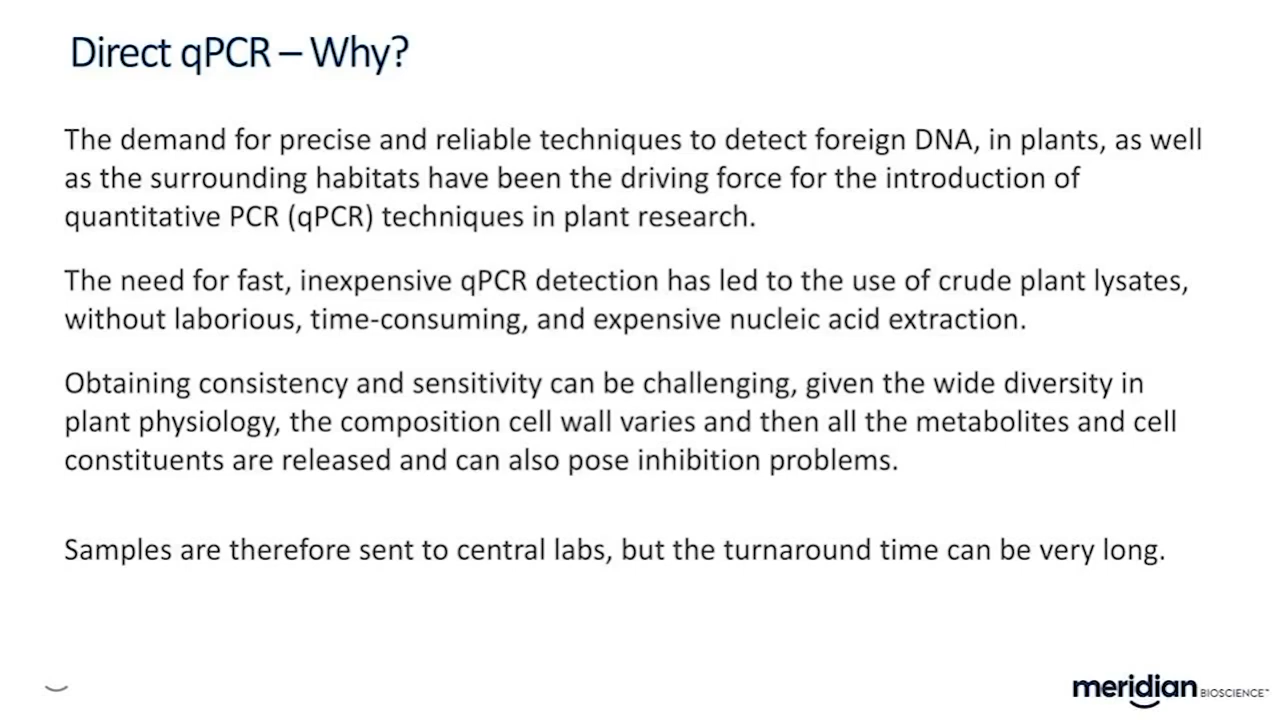 Direct qPCR – Why?
The demand for precise and reliable techniques to detect foreign DNA, in plants, as well
as the surrounding habitats have been the driving force for the introduction of
quantitative PCR (qPCR) techniques in plant research.
The need for fast, inexpensive qPCR detection has led to the use of crude plant lysates,
without laborious, time-consuming, and expensive nucleic acid extraction.
Obtaining consistency and sensitivity can be challenging, given the wide diversity in
plant physiology, the composition cell wall varies and then all the metabolites and cell
constituents are released and can also pose inhibition problems.
Samples are therefore sent to central labs, but the turnaround time can be very long.
meridian BIOSCIENCE™